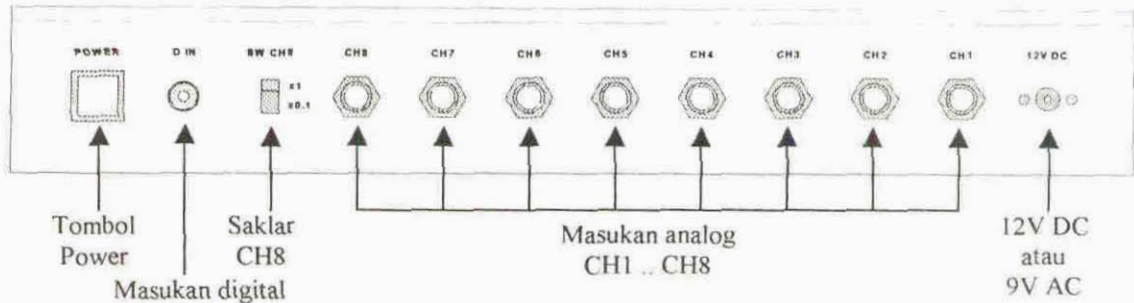 POWER D IN SW CH8 CH8 CH7 CH6 CH5 CH4 CH3 CH2 CH1 12V DC
x1
x0.1
Tombol
Power
Masukan digital
Saklar
CH8
Masukan analog
CH1 .. CH8
12V DC
atau
9V AC